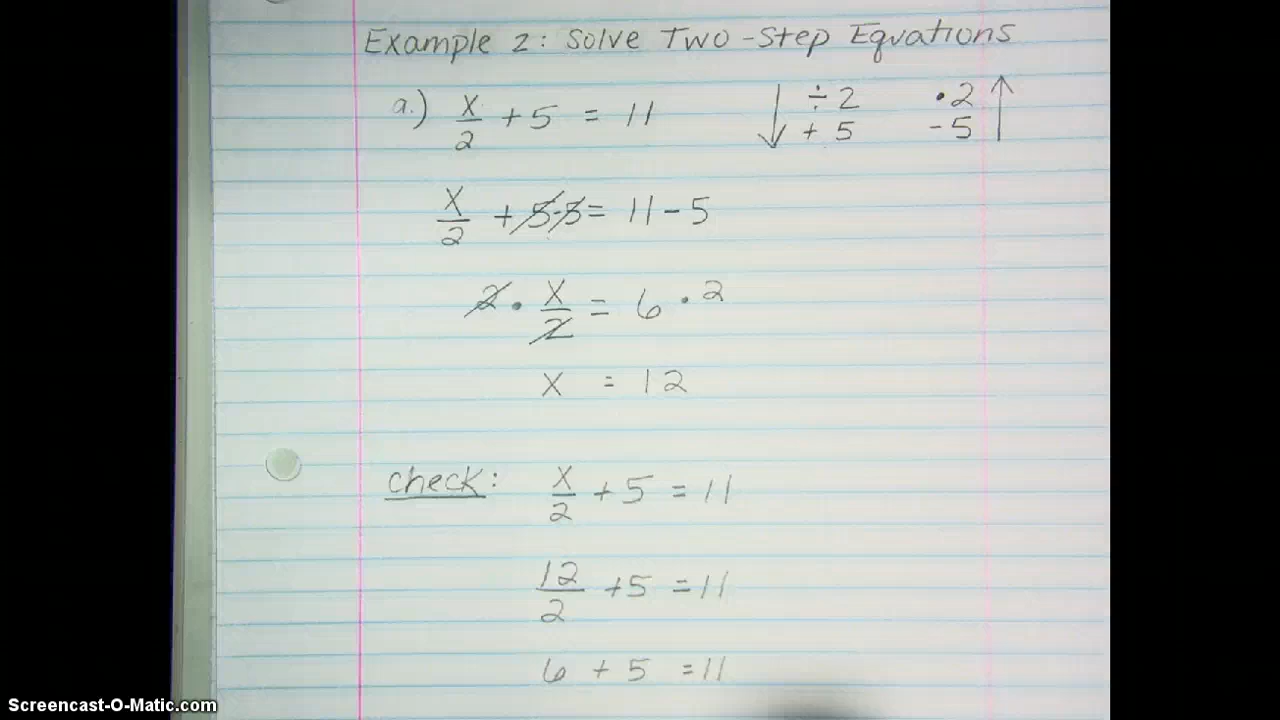 Example 2: Solve Two-Step Equations
a.) x/2 + 5 = 11 ↓ ÷2 •2 ↑
+ 5 - 5
x/2 + 5 - 5 = 11 - 5
2 • x/2 = 6 • 2
x = 12
check: x/2 + 5 = 11
12/2 + 5 = 11
6 + 5 = 11
Screencast-O-Matic.com